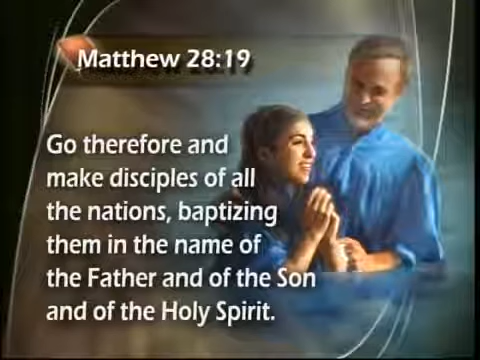 Matthew 28:19
Go therefore and
make disciples of all
the nations, baptizing
them in the name of
the Father and of the Son
and of the Holy Spirit.